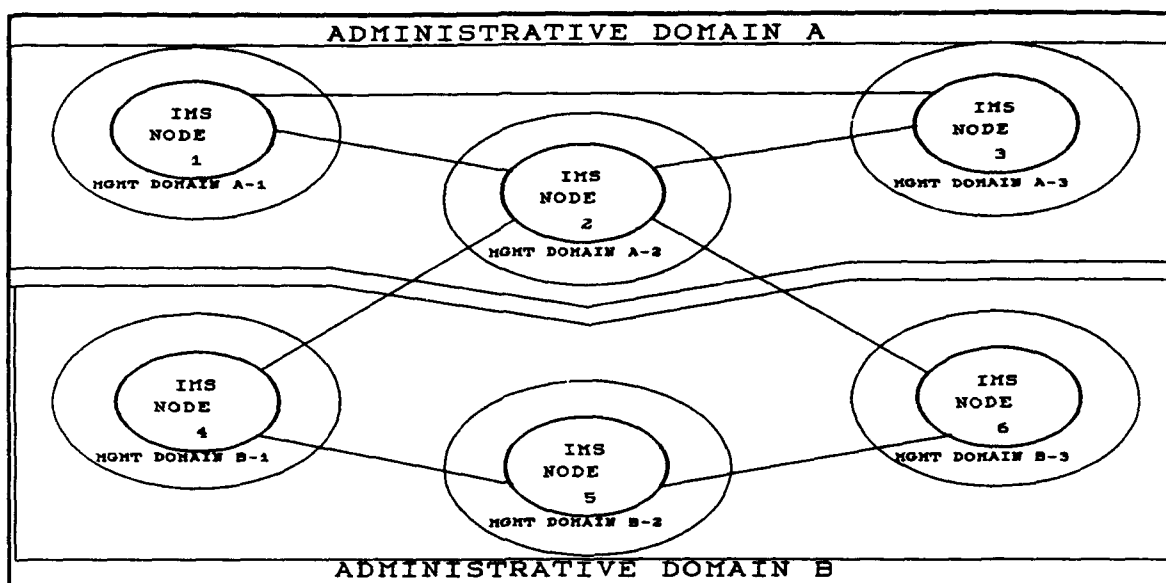 ADMINISTRATIVE DOMAIN A
IMS
NODE
1
MGMT DOMAIN A-1
IMS
NODE
2
MGMT DOMAIN A-2
IMS
NODE
3
MGMT DOMAIN A-3
IMS
NODE
4
MGMT DOMAIN B-1
IMS
NODE
5
MGMT DOMAIN B-2
IMS
NODE
6
MGMT DOMAIN B-3
ADMINISTRATIVE DOMAIN B